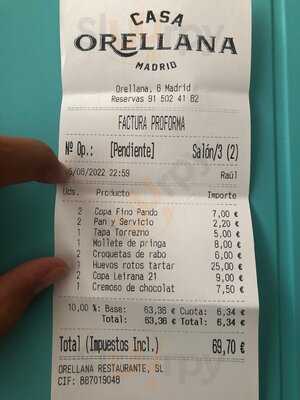 CASA
ORELLANA
MADRID
Orellana, 6 Madrid
Reservas 91 502 41 82
FACTURA PROFORMA
Nº Op.: [Pendiente] Salón/3 (2)
/08/2022 22:59 Raúl
Uds. Producto Importe
2 Copa Fino Pando 7,00 €
2 Pan y Servicio 2,20 €
1 Tapa Torrezno 5,00 €
1 Mollete de pringa 8,00 €
2 Croquetas de rabo 6,00 €
1 Huevos rotos tartar 25,00 €
2 Copa Leirana 21 9,00 €
1 Cremoso de chocolat 7,50 €
10,00 %: Base: 63,36 € Cuota: 6,34 €
Total: 63,36 € Total: 6,34 €
Total (Impuestos Incl.) 69,70 €
ORELLANA RESTAURANTE, SL
CIF: B87019048